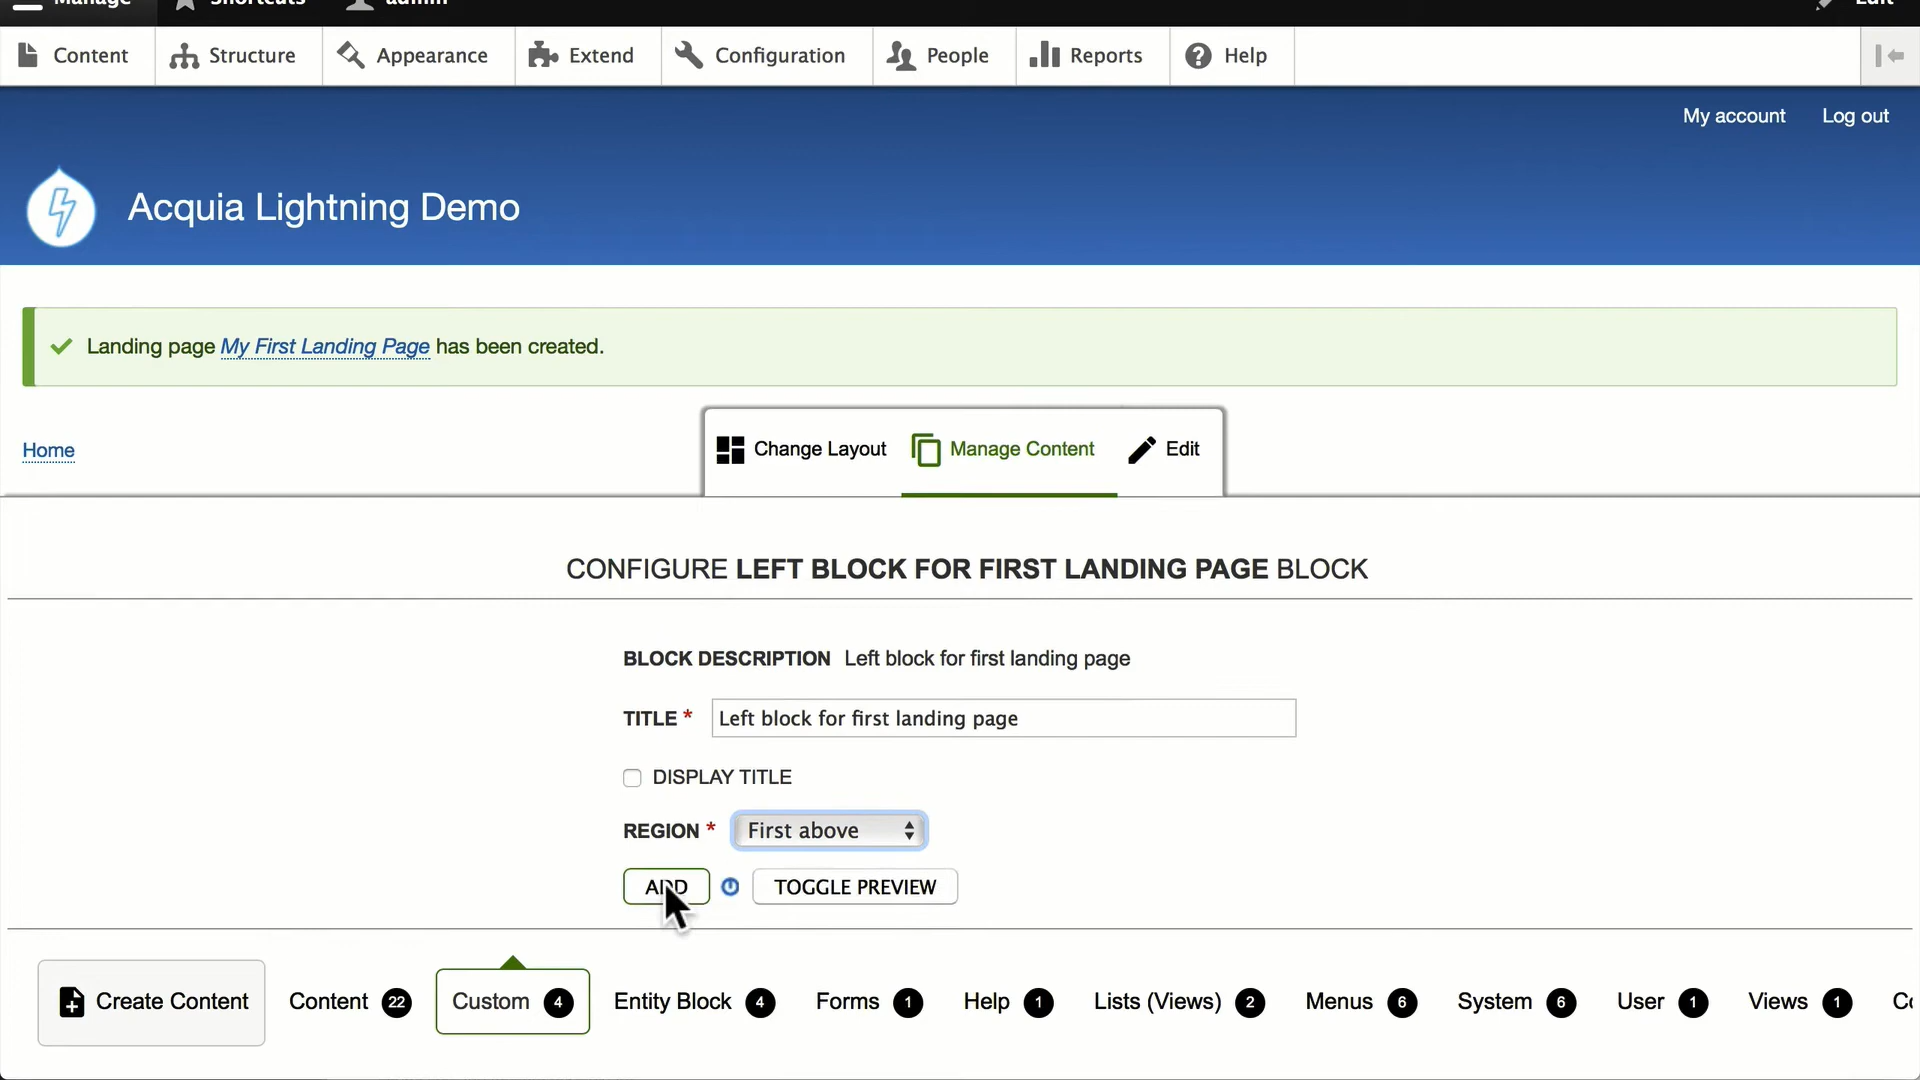 Manage Shortcuts admin Edit
Content Structure Appearance Extend Configuration People Reports Help
My account Log out
Acquia Lightning Demo
Landing page My First Landing Page has been created.
Home Change Layout Manage Content Edit
CONFIGURE LEFT BLOCK FOR FIRST LANDING PAGE BLOCK
BLOCK DESCRIPTION Left block for first landing page
TITLE * Left block for first landing page
DISPLAY TITLE
REGION * First above
ADD TOGGLE PREVIEW
Create Content Content 22 Custom 4 Entity Block 4 Forms 1 Help 1 Lists (Views) 2 Menus 6 System 6 User 1 Views 1